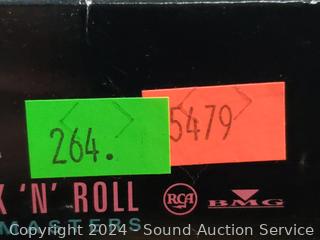 264.
5479
K 'N' ROLL
MASTERS
RCA
BMG
Copyright 2024 - Sound Auction Service